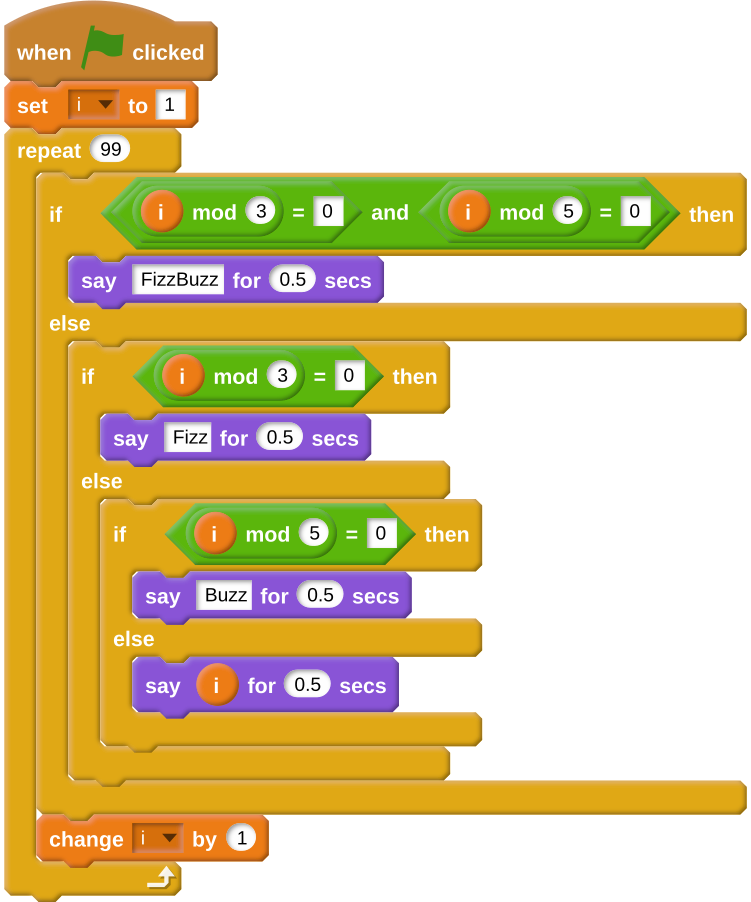 when clicked
set i to 1
repeat 99
if i mod 3 = 0 and i mod 5 = 0 then
say FizzBuzz for 0.5 secs
else
if i mod 3 = 0 then
say Fizz for 0.5 secs
else
if i mod 5 = 0 then
say Buzz for 0.5 secs
else
say i for 0.5 secs
change i by 1